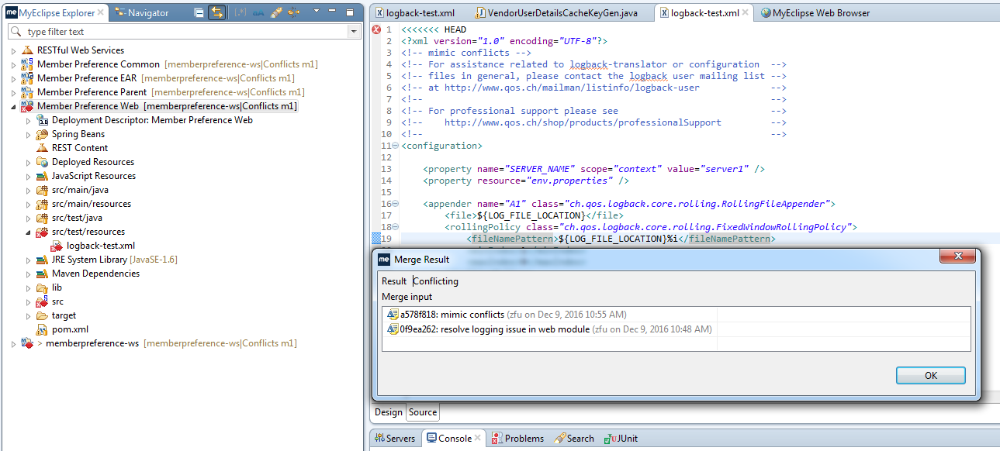 me MyEclipse Explorer
Navigator
type filter text
RESTful Web Services
Member Preference Common [memberpreference-ws|Conflicts m1]
Member Preference EAR [memberpreference-ws|Conflicts m1]
Member Preference Parent [memberpreference-ws|Conflicts m1]
Member Preference Web [memberpreference-ws|Conflicts m1]
Deployment Descriptor: Member Preference Web
Spring Beans
REST Content
Deployed Resources
JavaScript Resources
src/main/java
src/main/resources
src/test/java
src/test/resources
logback-test.xml
JRE System Library [JavaSE-1.6]
Maven Dependencies
lib
src
target
pom.xml
> memberpreference-ws [memberpreference-ws|Conflicts m1]
logback-test.xml
VendorUserDetailsCacheKeyGen.java
logback-test.xml
MyEclipse Web Browser
1 <<<<<<< HEAD
2 <?xml version="1.0" encoding="UTF-8"?>
3 <!-- mimic conflicts -->
4 <!-- For assistance related to logback-translator or configuration -->
5 <!-- files in general, please contact the logback user mailing list -->
6 <!-- at http://www.qos.ch/mailman/listinfo/logback-user -->
7 <!-- -->
8 <!-- For professional support please see -->
9 <!-- http://www.qos.ch/shop/products/professionalSupport -->
10 <!-- -->
11 <configuration>
12
13 <property name="SERVER_NAME" scope="context" value="server1" />
14 <property resource="env.properties" />
15
16 <appender name="A1" class="ch.qos.logback.core.rolling.RollingFileAppender">
17 <file>${LOG_FILE_LOCATION}</file>
18 <rollingPolicy class="ch.qos.logback.core.rolling.FixedWindowRollingPolicy">
19 <fileNamePattern>${LOG_FILE_LOCATION}%i</fileNamePattern>
me Merge Result
Result Conflicting
Merge input
a578f818: mimic conflicts (zfu on Dec 9, 2016 10:55 AM)
0f9ea262: resolve logging issue in web module (zfu on Dec 9, 2016 10:48 AM)
OK
Design Source
Servers
Console
Problems
Search
JUnit